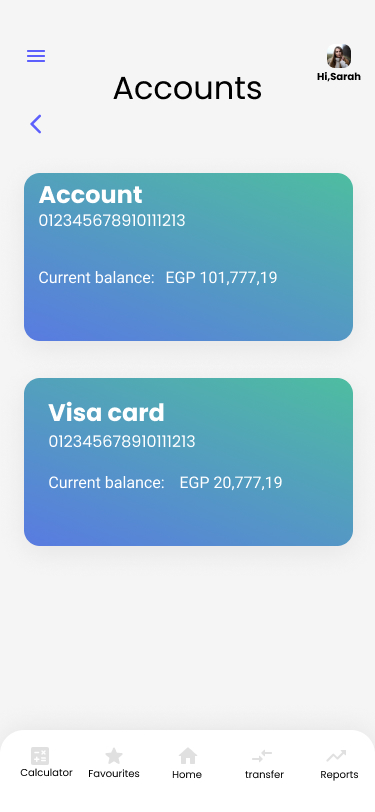 Hi,Sarah
Accounts
Account
012345678910111213
Current balance: EGP 101,777,19
Visa card
012345678910111213
Current balance: EGP 20,777,19
Calculator Favourites Home transfer Reports